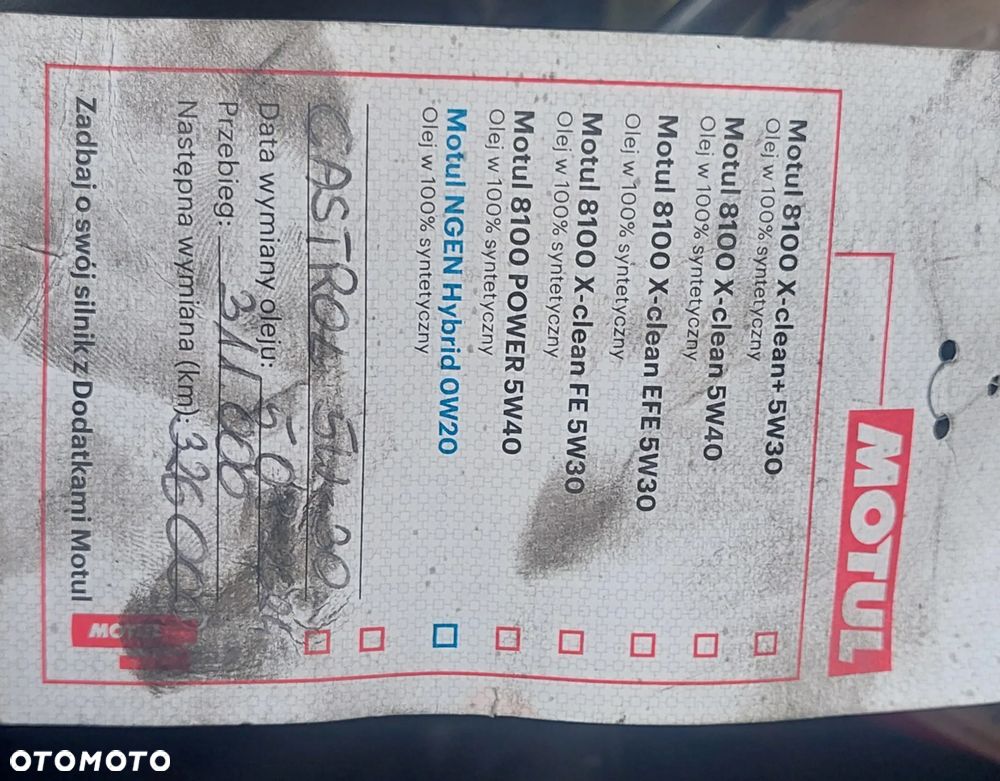 MOTUL
Motul 8100 X-clean+ 5W30
Olej w 100% syntetyczny
Motul 8100 X-clean 5W40
Olej w 100% syntetyczny
Motul 8100 X-clean EFE 5W30
Olej w 100% syntetyczny
Motul 8100 X-clean FE 5W30
Olej w 100% syntetyczny
Motul 8100 POWER 5W40
Olej w 100% syntetyczny
Motul NGEN Hybrid 0W20
Olej w 100% syntetyczny
CASTROL 5W-30
Data wymiany oleju:
Przebieg: 311 000
Następna wymiana (km): 326 000
Zadbaj o swój silnik z Dodatkami Motul
OTOMOTO